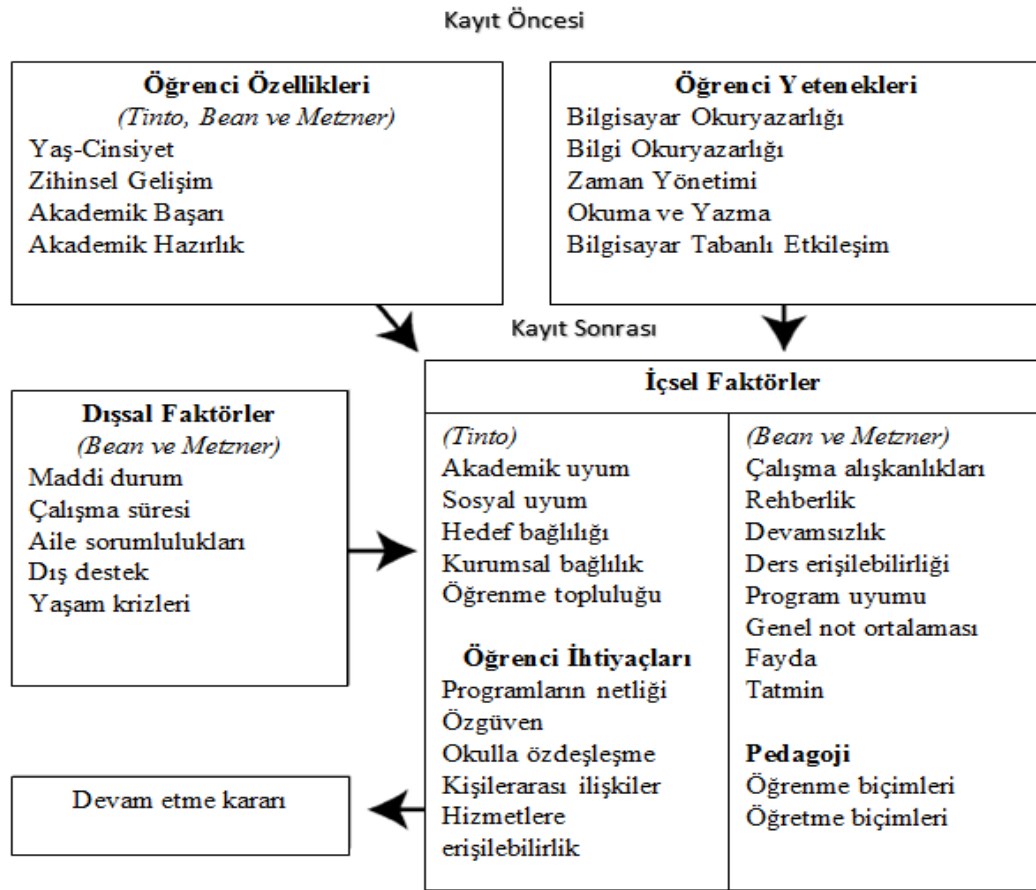 Kayıt Öncesi
Öğrenci Özellikleri
(Tinto, Bean ve Metzner)
Yaş-Cinsiyet
Zihinsel Gelişim
Akademik Başarı
Akademik Hazırlık
Öğrenci Yetenekleri
Bilgisayar Okuryazarlığı
Bilgi Okuryazarlığı
Zaman Yönetimi
Okuma ve Yazma
Bilgisayar Tabanlı Etkileşim
Kayıt Sonrası
Dışsal Faktörler
(Bean ve Metzner)
Maddi durum
Çalışma süresi
Aile sorumlulukları
Dış destek
Yaşam krizleri
İçsel Faktörler
(Tinto)
Akademik uyum
Sosyal uyum
Hedef bağlılığı
Kurumsal bağlılık
Öğrenme topluluğu
Öğrenci İhtiyaçları
Programların netliği
Özgüven
Okulla özdeşleşme
Kişilerarası ilişkiler
Hizmetlere
erişilebilirlik
(Bean ve Metzner)
Çalışma alışkanlıkları
Rehberlik
Devamsızlık
Ders erişilebilirliği
Program uyumu
Genel not ortalaması
Fayda
Tatmin
Pedagoji
Öğrenme biçimleri
Öğretme biçimleri
Devam etme kararı